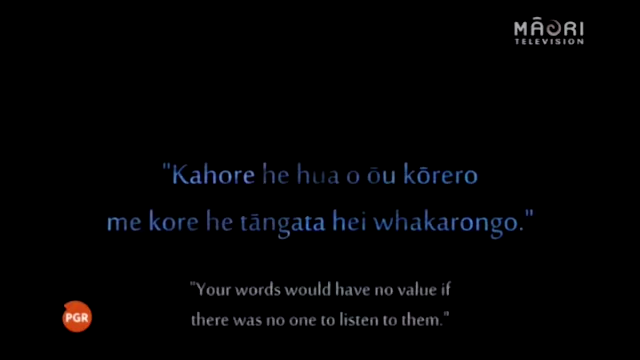 MĀORI
TELEVISION
"Kahore he hua o ōu kōrero
me kore he tāngata hei whakarongo."
"Your words would have no value if
there was no one to listen to them."
PGR